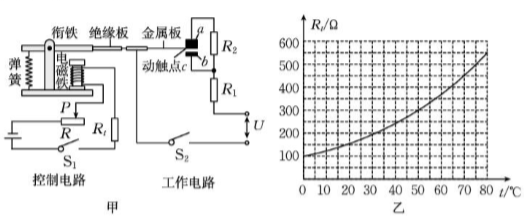 衔铁 绝缘板 金属板 a
弹簧 电磁铁 动触点c b R₂
P R₁
R Rₜ U
S₁ S₂
控制电路 工作电路
甲
Rₜ/Ω
600
500
400
300
200
100
0 10 20 30 40 50 60 70 80 t/℃
乙